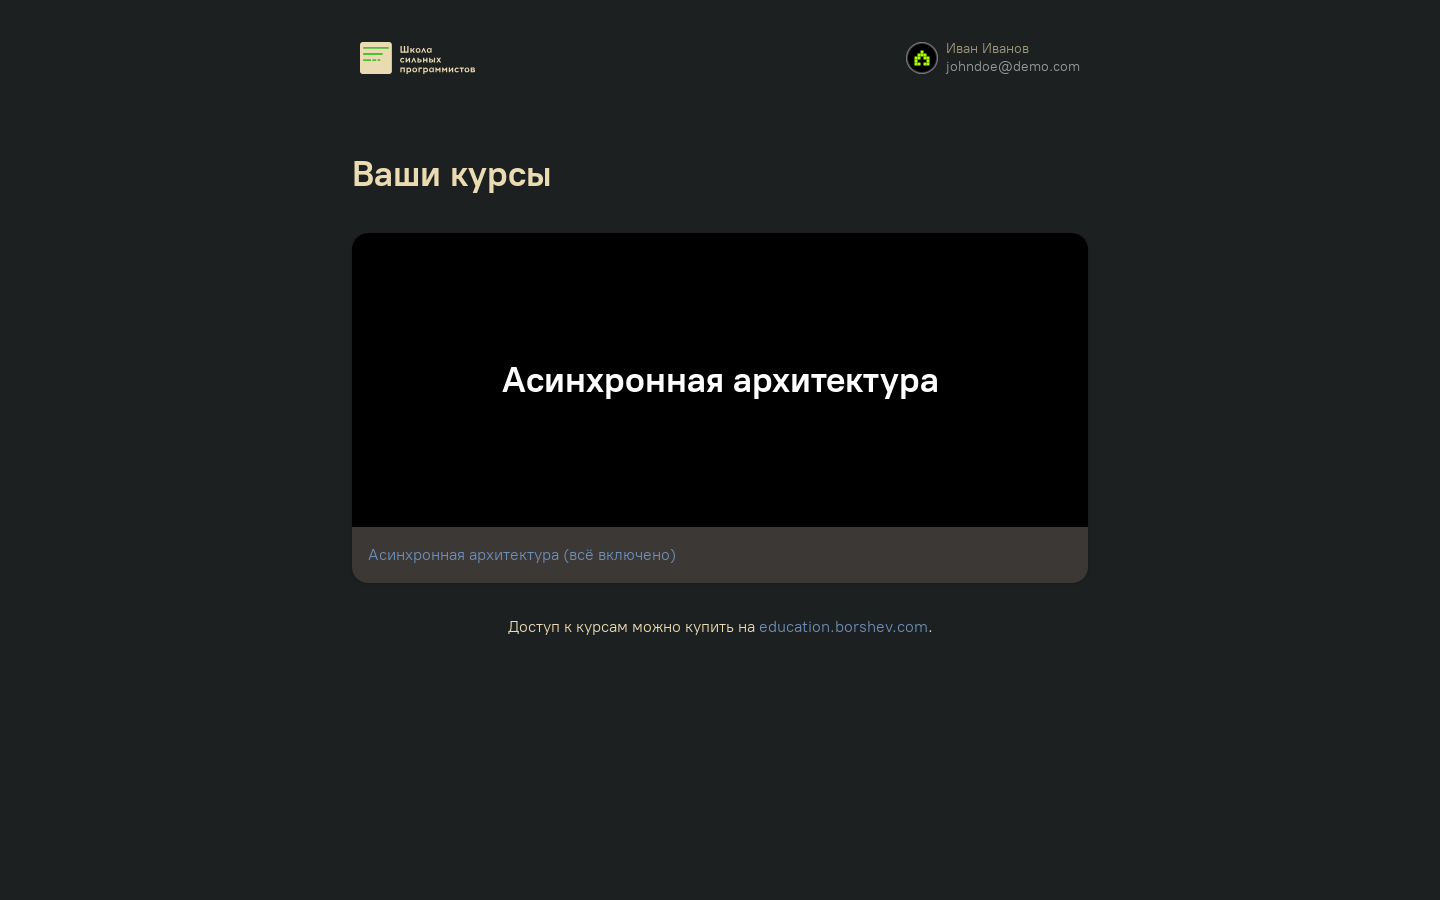 Школа
сильных
программистов
Иван Иванов
johndoe@demo.com
Ваши курсы
Асинхронная архитектура
Асинхронная архитектура (всё включено)
Доступ к курсам можно купить на education.borshev.com.